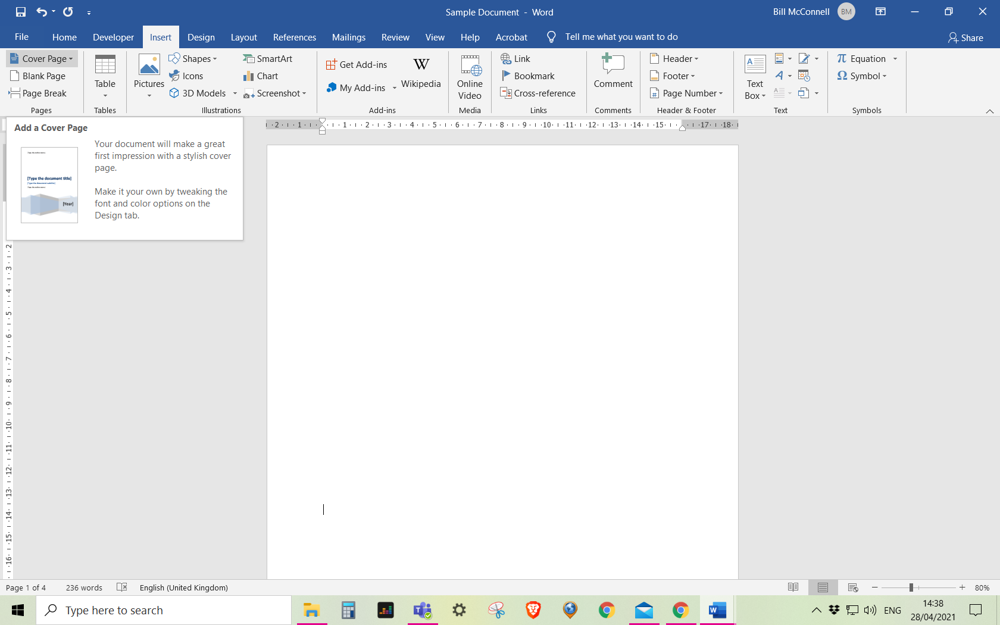 Sample Document - Word
Bill McConnell
BM
File
Home
Developer
Insert
Design
Layout
References
Mailings
Review
View
Help
Acrobat
Tell me what you want to do
Share
Cover Page
Blank Page
Page Break
Pages
Table
Tables
Pictures
Shapes
Icons
3D Models
SmartArt
Chart
Screenshot
Illustrations
Get Add-ins
My Add-ins
W
Wikipedia
Add-ins
Online
Video
Media
Link
Bookmark
Cross-reference
Links
Comment
Comments
Header
Footer
Page Number
Header & Footer
Text
Box
Text
π Equation
Ω Symbol
Symbols
2 1 1 2 3 4 5 6 7 8 9 10 11 12 13 14 15 17 18
Add a Cover Page
Your document will make a great
first impression with a stylish cover
page.
Make it your own by tweaking the
font and color options on the
Design tab.
[Type the document title]
[Type the document subtitle]
[Year]
2
3
4
5
6
7
8
9
10
11
12
13
14
15
16
Page 1 of 4
236 words
English (United Kingdom)
80%
Type here to search
ENG
14:38
28/04/2021